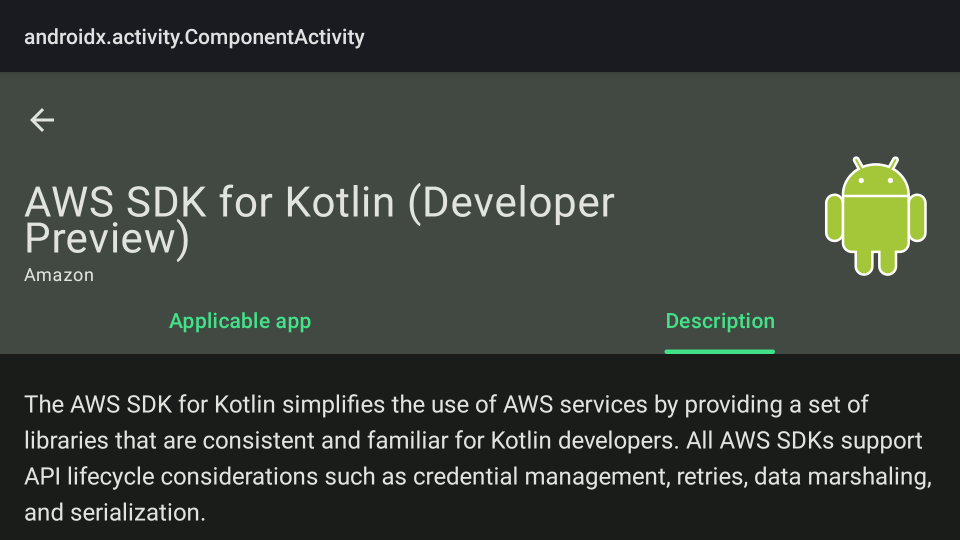 androidx.activity.ComponentActivity
AWS SDK for Kotlin (Developer
Preview)
Amazon
Applicable app
Description
The AWS SDK for Kotlin simplifies the use of AWS services by providing a set of
libraries that are consistent and familiar for Kotlin developers. All AWS SDKs support
API lifecycle considerations such as credential management, retries, data marshaling,
and serialization.